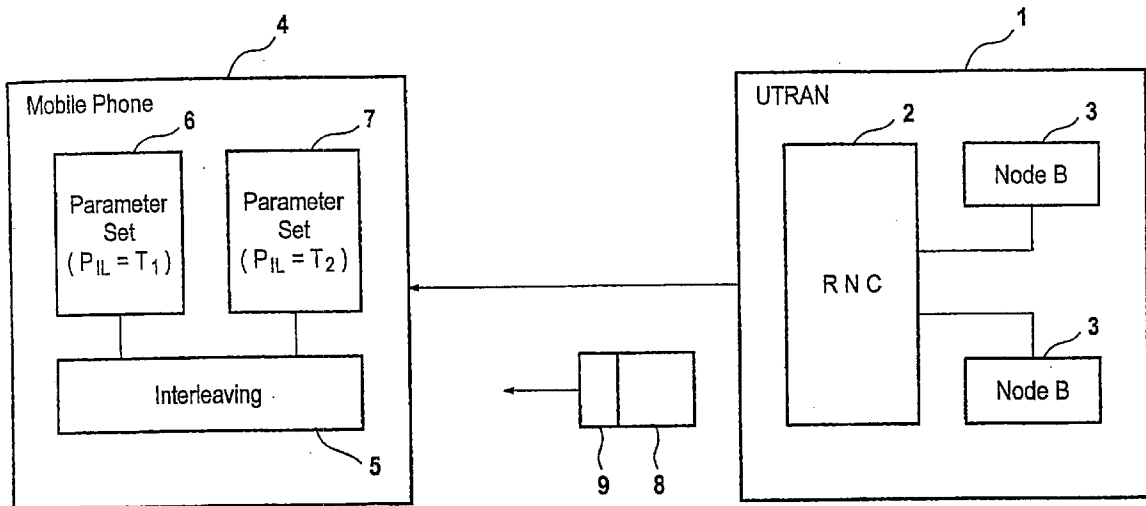 4
1
Mobile Phone
UTRAN
6
7
2
3
Parameter
Set
( P_IL = T_1 )
Parameter
Set
( P_IL = T_2 )
Node B
R N C
3
Interleaving
Node B
5
9
8